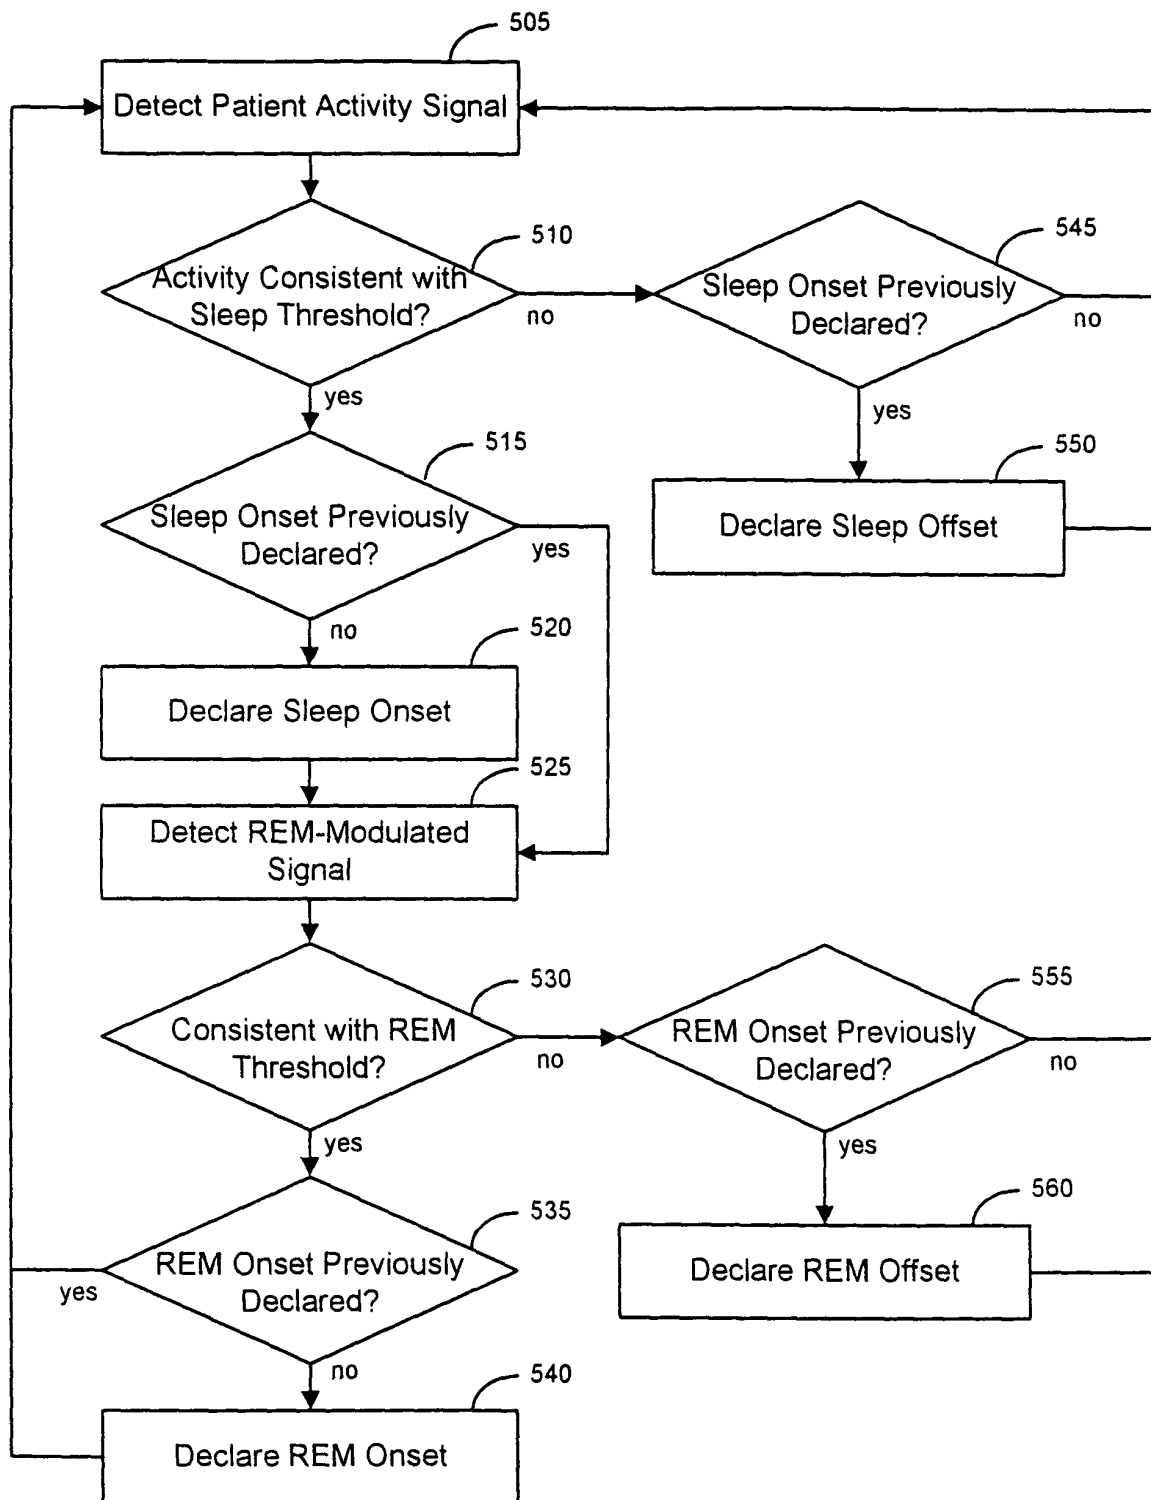 505
Detect Patient Activity Signal
510
Activity Consistent with
Sleep Threshold?
no
yes
545
Sleep Onset Previously
Declared?
no
yes
515
Sleep Onset Previously
Declared?
yes
no
550
Declare Sleep Offset
520
Declare Sleep Onset
525
Detect REM-Modulated
Signal
530
Consistent with REM
Threshold?
no
yes
555
REM Onset Previously
Declared?
no
yes
535
REM Onset Previously
Declared?
yes
no
560
Declare REM Offset
540
Declare REM Onset